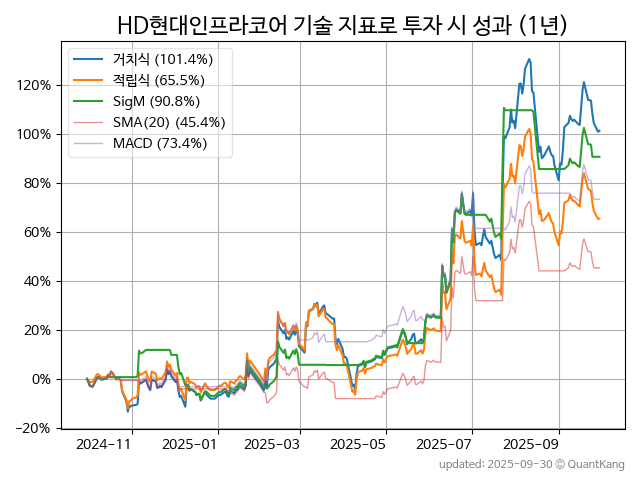 HD현대인프라코어 기술 지표로 투자 시 성과 (1년)
거치식 (101.4%)
적립식 (65.5%)
SigM (90.8%)
SMA(20) (45.4%)
MACD (73.4%)
120%
100%
80%
60%
40%
20%
0%
−20%
2024-11 2025-01 2025-03 2025-05 2025-07 2025-09
updated: 2025-09-30 © QuantKang